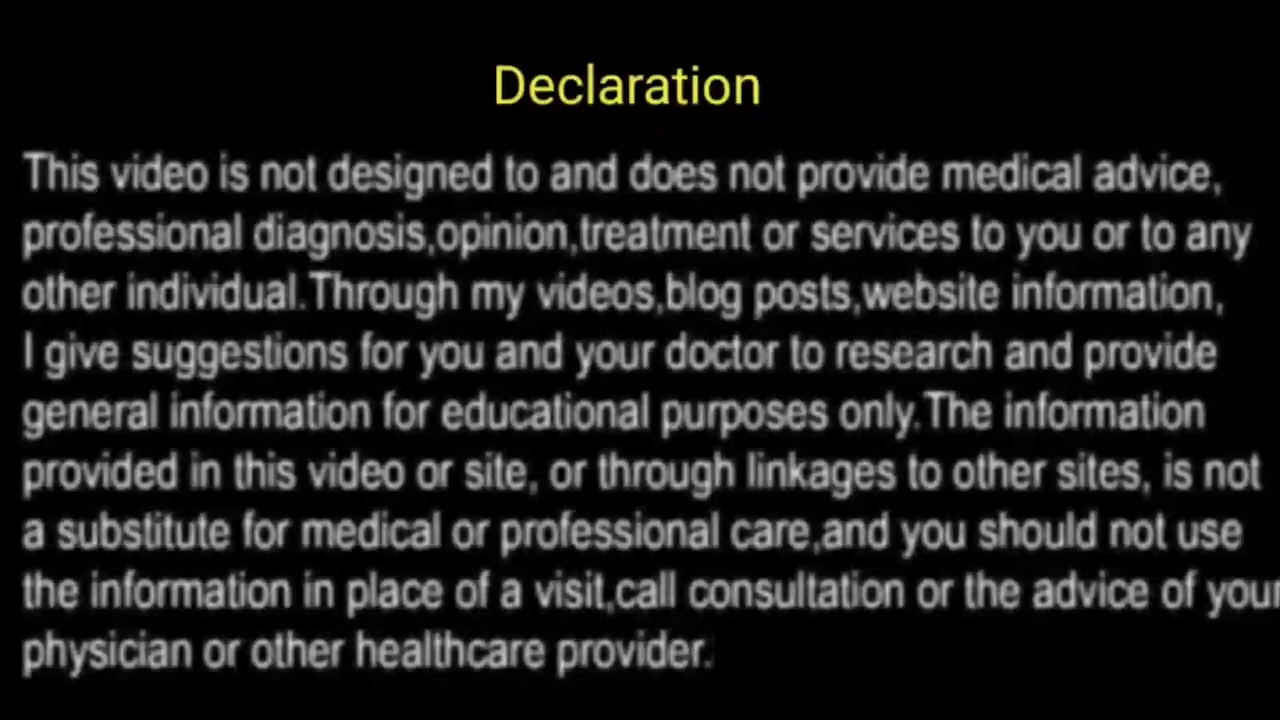 Declaration
This video is not designed to and does not provide medical advice,
professional diagnosis,opinion,treatment or services to you or to any
other individual.Through my videos,blog posts,website information,
I give suggestions for you and your doctor to research and provide
general information for educational purposes only.The information
provided in this video or site, or through linkages to other sites, is not
a substitute for medical or professional care,and you should not use
the information in place of a visit,call consultation or the advice of your
physician or other healthcare provider.